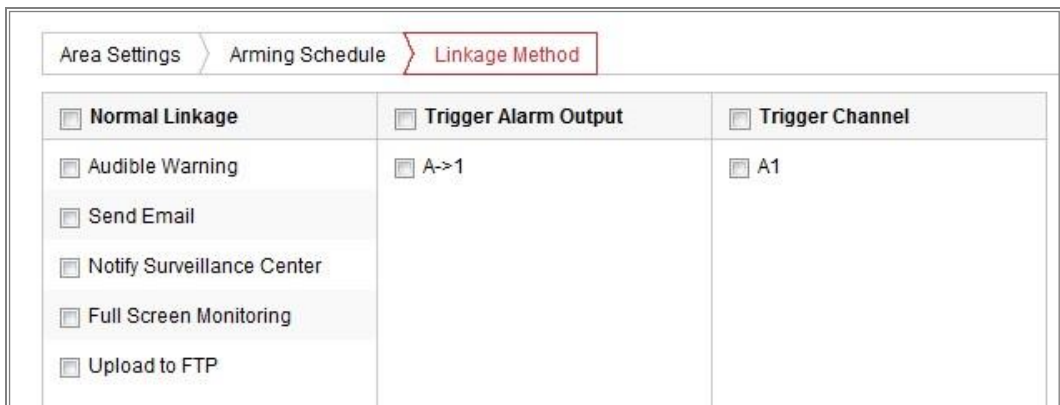 Area Settings Arming Schedule Linkage Method
Normal Linkage Trigger Alarm Output Trigger Channel
Audible Warning A->1 A1
Send Email
Notify Surveillance Center
Full Screen Monitoring
Upload to FTP